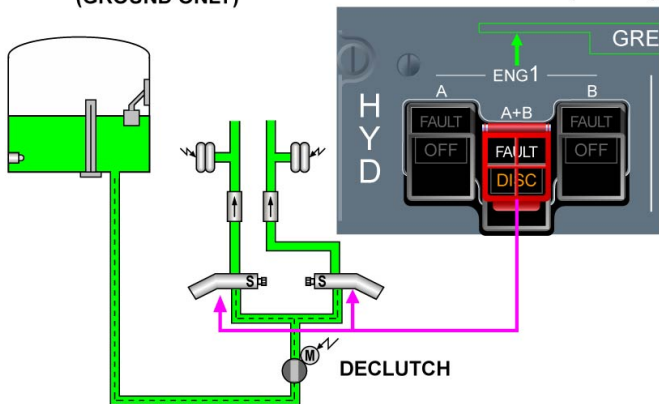 (GROUND ONLY)
GRE
ENG1
A
A+B
B
H
Y
D
FAULT
OFF
FAULT
DISC
FAULT
OFF
S
S
M
DECLUTCH